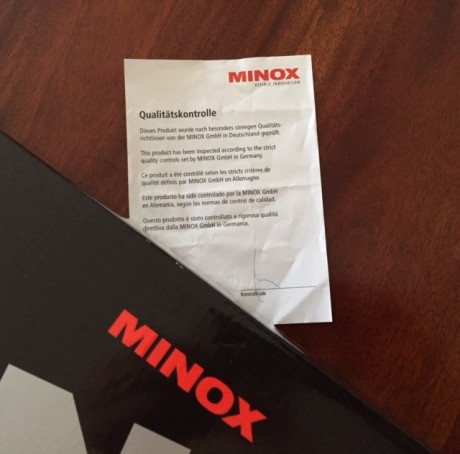 MINOX
VISIBLE INNOVATION
Qualitätskontrolle
Dieses Produkt wurde nach besonders strengen Qualitäts-
richtlinien von der MINOX GmbH in Deutschland geprüft.
This product has been inspected according to the strict
quality controls set by MINOX GmbH in Germany.
Ce produit a été contrôlé selon les stricts critères de
qualité définis par MINOX GmbH en Allemagne.
Este producto ha sido controlado por la MINOX GmbH
en Alemania, según las normas de control de calidad.
Questo prodotto è stato controllato a rigorosa qualità
direttiva dalla MINOX GmbH in Germania.
MINOX